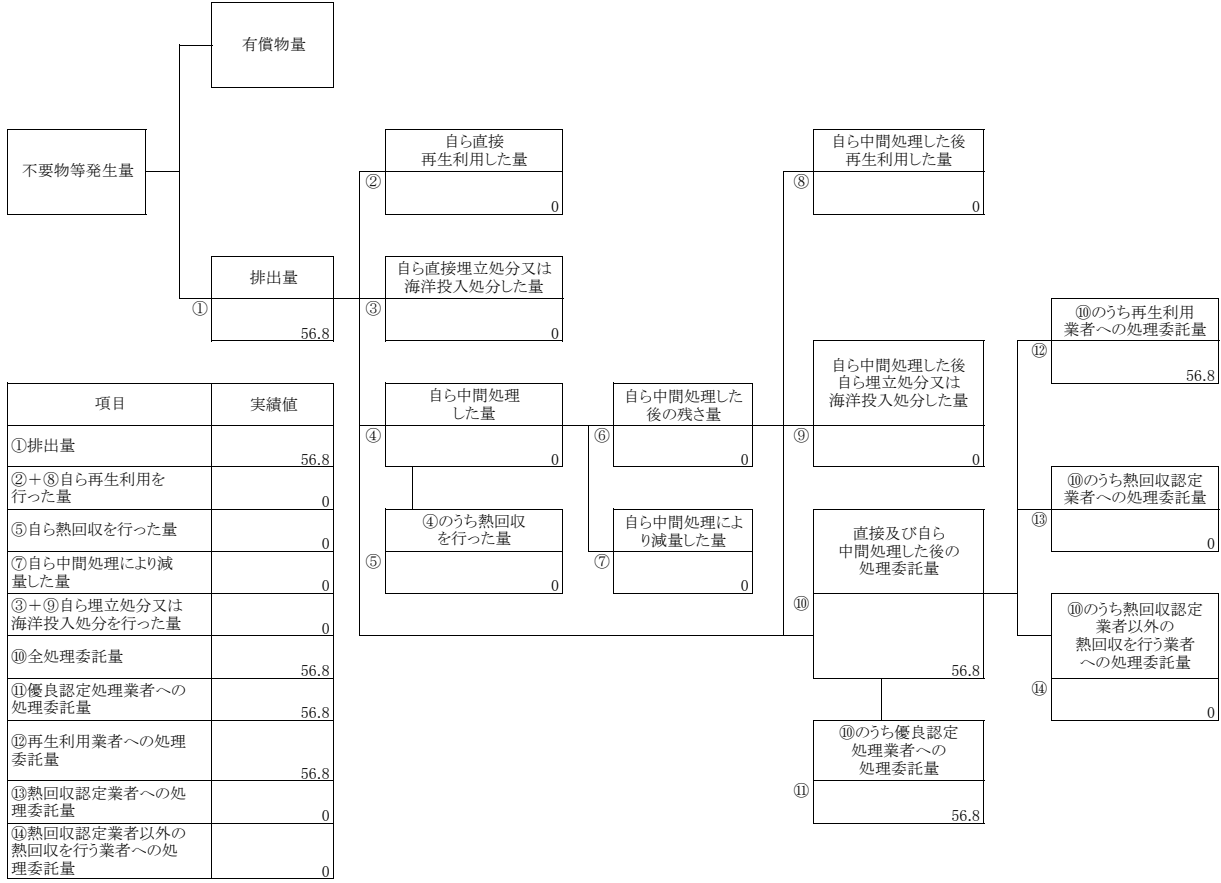 有償物量
不要物等発生量
自ら直接
再生利用した量
②
0
自ら中間処理した後
再生利用した量
⑧
0
排出量
①
56.8
自ら直接埋立処分又は
海洋投入処分した量
③
0
自ら中間処理
した量
④
0
自ら中間処理した
後の残さ量
⑥
0
自ら中間処理した後
自ら埋立処分又は
海洋投入処分した量
⑨
0
④のうち熱回収
を行った量
⑤
0
自ら中間処理によ
り減量した量
⑦
0
直接及び自ら
中間処理した後の
処理委託量
⑩
56.8
⑩のうち優良認定
処理業者への
処理委託量
⑪
56.8
⑩のうち再生利用
業者への処理委託量
⑫
56.8
⑩のうち熱回収認定
業者への処理委託量
⑬
0
⑩のうち熱回収認定
業者以外の
熱回収を行う業者
への処理委託量
⑭
0
項目 実績値
①排出量 56.8
②+⑧自ら再生利用を
行った量 0
⑤自ら熱回収を行った量 0
⑦自ら中間処理により減
量した量 0
③+⑨自ら埋立処分又は
海洋投入処分を行った量 0
⑩全処理委託量 56.8
⑪優良認定処理業者への
処理委託量 56.8
⑫再生利用業者への処理
委託量 56.8
⑬熱回収認定業者への処
理委託量 0
⑭熱回収認定業者以外の
熱回収を行う業者への処
理委託量 0